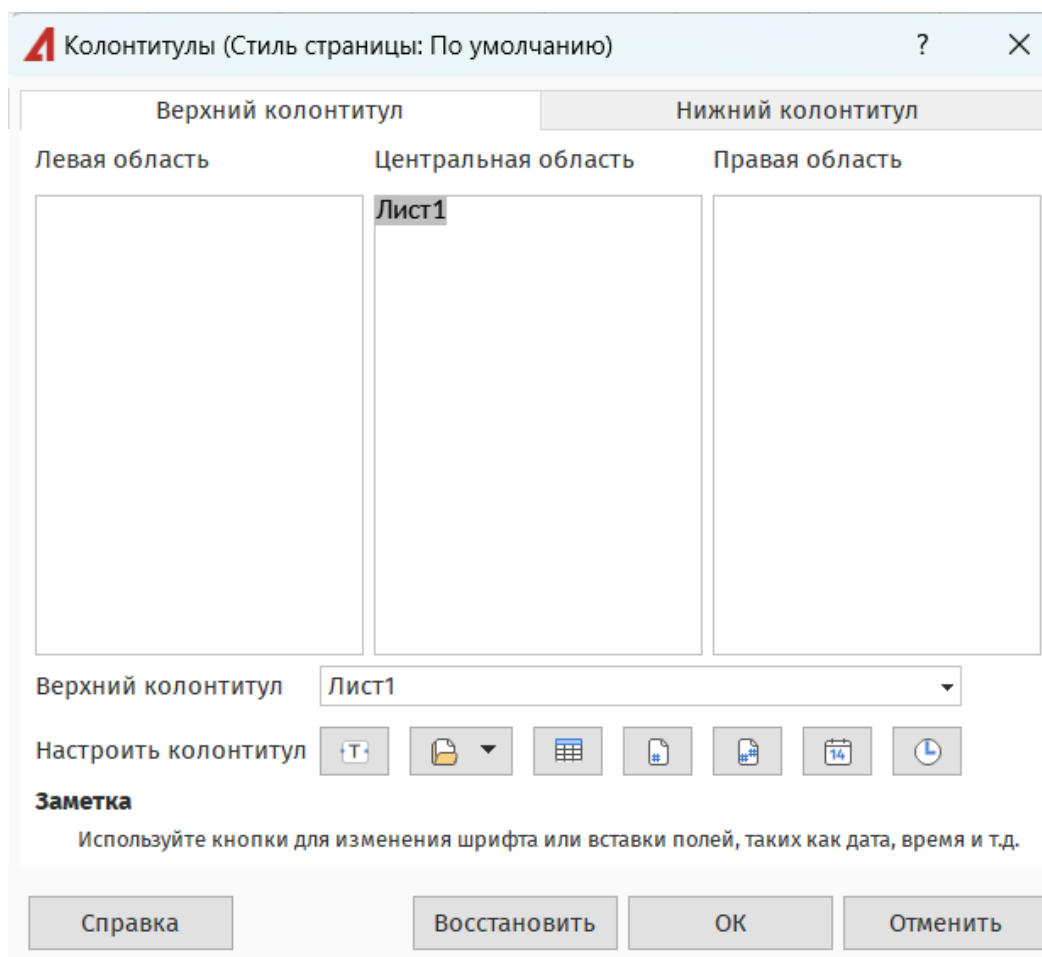 Колонтитулы (Стиль страницы: По умолчанию) ?
Верхний колонтитул Нижний колонтитул
Левая область Центральная область Правая область
Лист1
Верхний колонтитул Лист1
Настроить колонтитул T # ## 14
Заметка
Используйте кнопки для изменения шрифта или вставки полей, таких как дата, время и т.д.
Справка Восстановить ОК Отменить